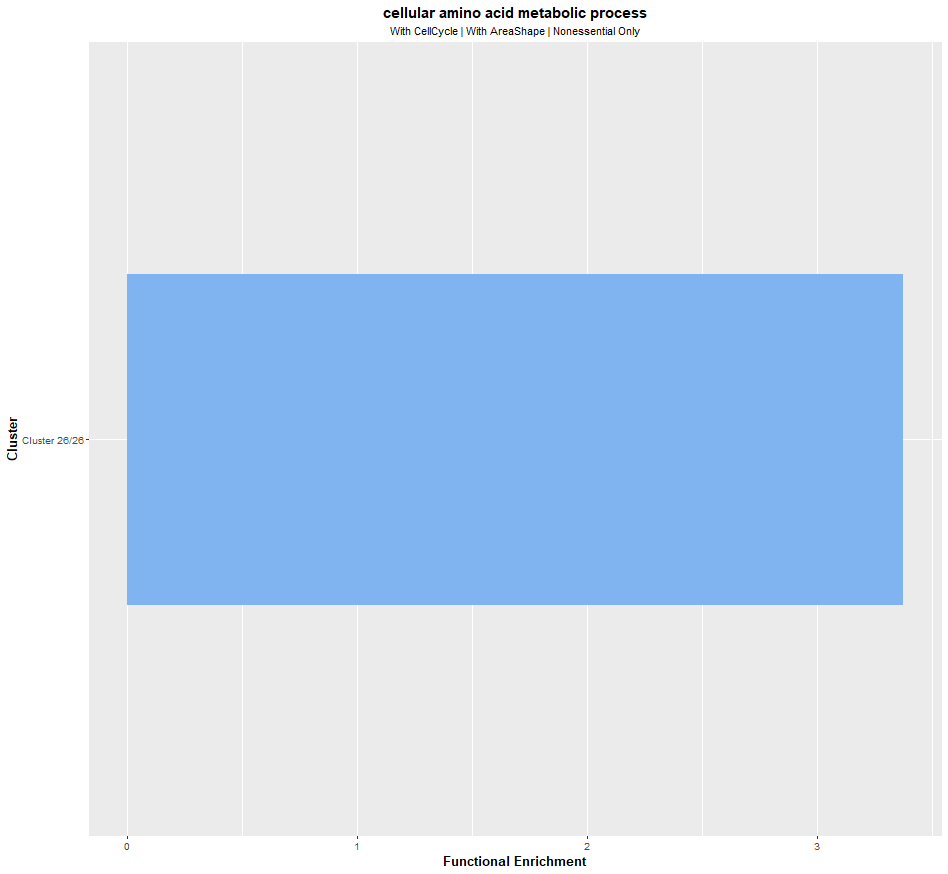 cellular amino acid metabolic process
With CellCycle | With AreaShape | Nonessential Only
Cluster
Cluster 26/26
0 1 2 3
Functional Enrichment